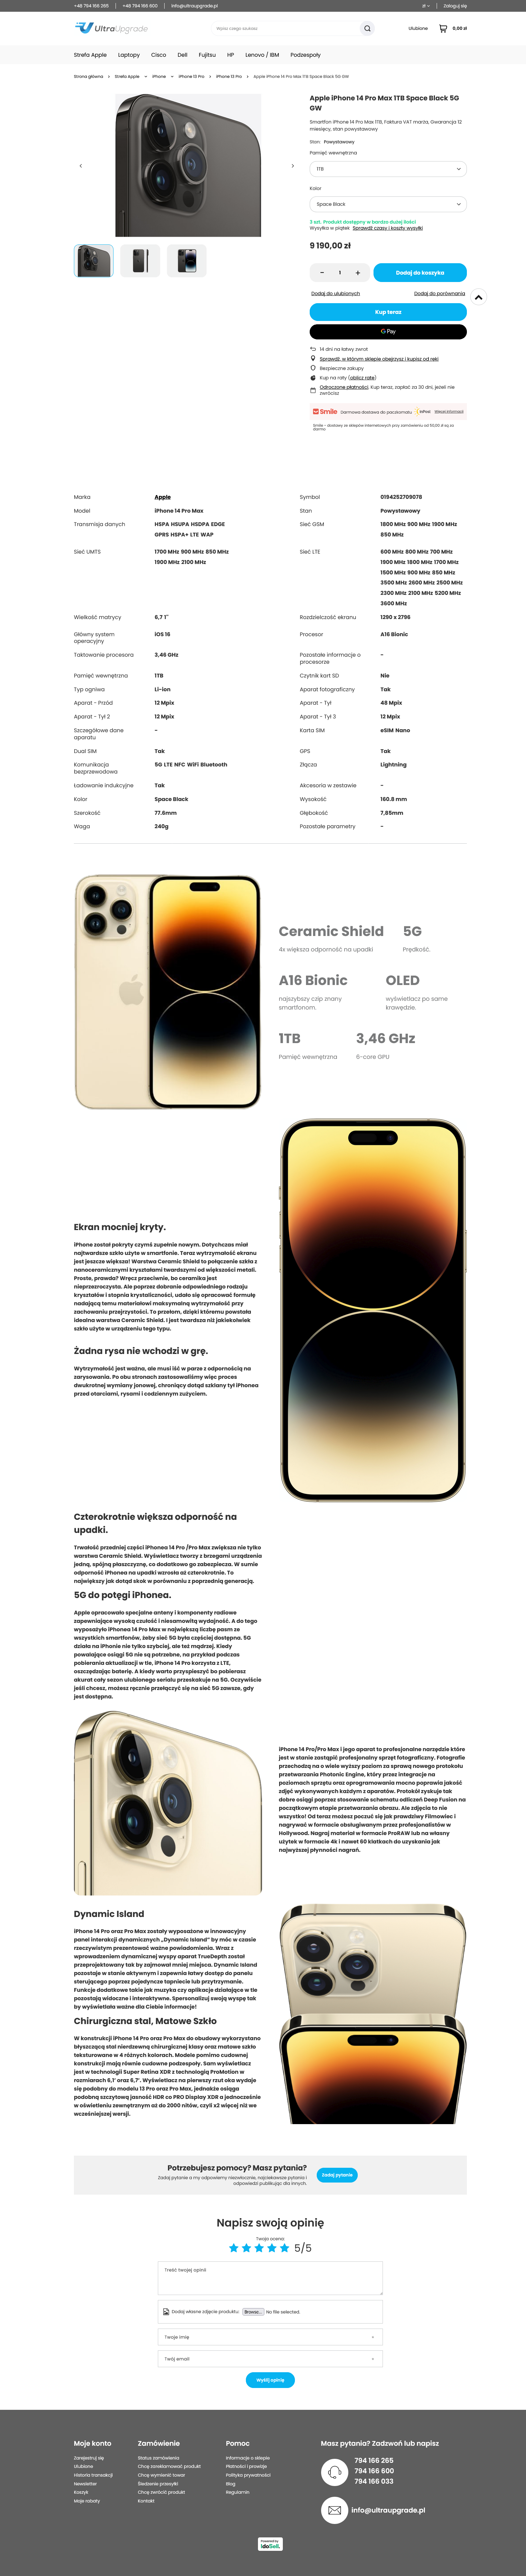 +48 794 166 265
+48 794 166 600
info@ultraupgrade.pl
zł
Zaloguj się
UltraUpgrade
Wpisz czego szukasz
Ulubione
0,00 zł
Strefa Apple
Laptopy
Cisco
Dell
Fujitsu
HP
Lenovo / IBM
Podzespoły
Strona główna
Strefa Apple
iPhone
iPhone 13 Pro
iPhone 13 Pro
Apple iPhone 14 Pro Max 1TB Space Black 5G GW
Apple iPhone 14 Pro Max 1TB Space Black 5G
GW
Smartfon iPhone 14 Pro Max 1TB, Faktura VAT marża, Gwarancja 12
miesięcy, stan: powystawowy
Stan: Powystawowy
Pamięć wewnętrzna
1TB
Kolor
Space Black
3 szt. Produkt dostępny w bardzo dużej ilości
Wysyłka w piątek Sprawdź czasy i koszty wysyłki
9 190,00 zł
- 1 +
Dodaj do koszyka
Dodaj do ulubionych
Dodaj do porównania
Kup teraz
G Pay
14 dni na łatwy zwrot
Sprawdź, w którym sklepie obejrzysz i kupisz od ręki
Bezpieczne zakupy
Kup na raty (oblicz ratę)
Odroczone płatności. Kup teraz, zapłać za 30 dni, jeżeli nie
zwrócisz
Smile
Darmowa dostawa do paczkomatu
InPost
Więcej informacji
Smile - dostawy ze sklepów internetowych przy zamówieniu od 50,00 zł są za
darmo
Marka Apple
Symbol 0194252709078
Model iPhone 14 Pro Max
Stan Powystawowy
Transmisja danych HSPA HSUPA HSDPA EDGE
GPRS HSPA+ LTE WAP
Sieć GSM 1800 MHz 900 MHz 1900 MHz
850 MHz
Sieć UMTS 1700 MHz 900 MHz 850 MHz
1900 MHz 2100 MHz
Sieć LTE 600 MHz 800 MHz 700 MHz
1900 MHz 1800 MHz 1700 MHz
1500 MHz 900 MHz 850 MHz
3500 MHz 2600 MHz 2500 MHz
2300 MHz 2100 MHz 5200 MHz
3600 MHz
Wielkość matrycy 6,7 1"
Rozdzielczość ekranu 1290 x 2796
Główny system
operacyjny
iOS 16
Procesor A16 Bionic
Taktowanie procesora 3,46 GHz
Pozostałe informacje o
procesorze
-
Pamięć wewnętrzna 1TB
Czytnik kart SD Nie
Typ ogniwa Li-ion
Aparat fotograficzny Tak
Aparat - Przód 12 Mpix
Aparat - Tył 48 Mpix
Aparat - Tył 2 12 Mpix
Aparat - Tył 3 12 Mpix
Szczegółowe dane
aparatu
-
Karta SIM eSIM Nano
Dual SIM Tak
GPS Tak
Komunikacja
bezprzewodowa
5G LTE NFC WiFi Bluetooth
Złącza Lightning
Ładowanie indukcyjne Tak
Akcesoria w zestawie -
Kolor Space Black
Wysokość 160.8 mm
Szerokość 77.6mm
Głębokość 7,85mm
Waga 240g
Pozostałe parametry -
Ceramic Shield
4x większa odporność na upadki
5G
Prędkość.
A16 Bionic
najszybszy czip znany
smartfonom.
OLED
wyświetlacz po same
krawędzie.
1TB
Pamięć wewnętrzna
3,46 GHz
6-core GPU
Ekran mocniej kryty.
iPhone został pokryty czymś zupełnie nowym. Dotychczas miał
najtwardsze szkło użyte w smartfonie. Teraz wytrzymałość ekranu
jest jeszcze większa! Warstwa Ceramic Shield to połączenie szkła z
nanoceramicznymi kryształami twardszymi od większości metali.
Proste, prawda? Wręcz przeciwnie, bo ceramika jest
nieprzezroczysta. Ale poprzez dobranie odpowiedniego rodzaju
kryształów i stopnia krystaliczności, udało się opracować formułę
nadającą temu materiałowi maksymalną wytrzymałość przy
zachowaniu przejrzystości. To przełom, dzięki któremu powstała
idealna warstwa Ceramic Shield. I jest twardsza niż jakiekolwiek
szkło użyte w urządzeniu tego typu.
Żadna rysa nie wchodzi w grę.
Wytrzymałość jest ważna, ale musi iść w parze z odpornością na
zarysowania. Po obu stronach zastosowaliśmy więc proces
dwukrotnej wymiany jonowej, chroniący dotąd szklany tył iPhonea
przed otarciami, rysami i codziennym zużyciem.
Czterokrotnie większa odporność na
upadki.
Trwałość przedniej części iPhonea 14 Pro /Pro Max zwiększa nie tylko
warstwa Ceramic Shield. Wyświetlacz tworzy z brzegami urządzenia
jedną, spójną płaszczyznę, co dodatkowo go zabezpiecza. W sumie
odporność iPhonea na upadki wzrosła aż czterokrotnie. To
największy jak dotąd skok w porównaniu z poprzednią generacją.
5G do potęgi iPhonea.
Apple opracowało specjalne anteny i komponenty radiowe
zapewniające wysoką czułość i niesamowitą wydajność. A do tego
wyposażyło iPhonea 14 Pro Max w największą liczbę pasm ze
wszystkich smartfonów, żeby sieć 5G była częściej dostępna. 5G
działa na iPhonie nie tylko szybciej, ale też mądrzej. Kiedy
powalające osiągi 5G nie są potrzebne, na przykład podczas
pobierania aktualizacji w tle, iPhone 14 Pro korzysta z LTE,
oszczędzając baterię. A kiedy warto przyspieszyć bo pobierasz
akurat cały sezon ulubionego serialu przeskakuje na 5G. Oczywiście
jeśli chcesz, możesz ręcznie przełączyć się na sieć 5G zawsze, gdy
jest dostępna.
iPhone 14 Pro/Pro Max i jego aparat to profesjonalne narzędzie które
jest w stanie zastąpić profesjonalny sprzęt fotograficzny. Fotografie
przechodzą na o wiele wyższy poziom za sprawą nowego protokołu
przetwarzania Photonic Engine, który przez integrację na
poziomach sprzętu oraz oprogramowania mocno poprawia jakość
zdjęć wykonywanych każdym z aparatów. Protokół zyskuje tak
dobre osiągi poprzez stosowanie schematu odliczeń Deep Fusion na
początkowym etapie przetwarzania obrazu. Ale zdjęcia to nie
wszystko! Od teraz możesz poczuć się jak prawdziwy Filmowiec i
nagrywać w formacie obsługiwanym przez profesjonalistów w
Hollywood. Nagraj materiał w formacie ProRAW lub na własny
użytek w formacie 4k i nawet 60 klatkach do uzyskania jak
najwyższej płynności nagrań.
Dynamic Island
iPhone 14 Pro oraz Pro Max zostały wyposażone w innowacyjny
panel interakcji dynamicznych „Dynamic Island" by móc w czasie
rzeczywistym prezentować ważne powiadomienia. Wraz z
wprowadzeniem dynamicznej wyspy aparat TrueDepth został
przeprojektowany tak by zajmował mniej miejsca. Dynamic Island
pozostaje w stanie aktywnym i zapewnia łatwy dostęp do panelu
sterującego poprzez pojedyncze tapnięcie lub przytrzymanie.
Funkcje dodatkowe takie jak muzyka czy aplikacje działające w tle
pozostają widoczne i interaktywne. Spersonalizuj swoją wyspę tak
by wyświetlała ważne dla Ciebie informacje!
Chirurgiczna stal, Matowe Szkło
W konstrukcji iPhone 14 Pro oraz Pro Max do obudowy wykorzystano
błyszczącą stal nierdzewną chirurgicznej klasy oraz matowe szkło
teksturowane w 4 różnych kolorach. Modele pomimo cudownej
konstrukcji mają równie cudowne podzespoły. Sam wyświetlacz
jest w technologii Super Retina XDR z technologią ProMotion w
rozmiarach 6,1' oraz 6,7'. Wyświetlacz na pierwszy rzut oka wydaje
się podobny do modelu 13 Pro oraz Pro Max, jednakże osiąga
podobną szczytową jasność HDR co PRO Display XDR a jednocześnie
w oświetleniu zewnętrznym aż do 2000 nitów, czyli x2 więcej niż we
wcześniejszej wersji.
Potrzebujesz pomocy? Masz pytania?
Zadaj pytanie a my odpowiemy niezwłocznie, najciekawsze pytania i
odpowiedzi publikując dla innych.
Zadaj pytanie
Napisz swoją opinię
Twoja ocena:
5/5
Treść twojej opinii
Dodaj własne zdjęcie produktu:
Browse...
No file selected.
Twoje imię
Twój email
Wyślij opinię
Moje konto
Zarejestruj się
Ulubione
Historia transakcji
Newsletter
Koszyk
Moje rabaty
Zamówienie
Status zamówienia
Chcę zareklamować produkt
Chcę wymienić towar
Śledzenie przesyłki
Chcę zwrócić produkt
Kontakt
Pomoc
Informacje o sklepie
Płatności i prowizje
Polityka prywatności
Blog
Regulamin
Masz pytania? Zadzwoń lub napisz
794 166 265
794 166 600
794 166 033
info@ultraupgrade.pl
Powered by
IdoSell